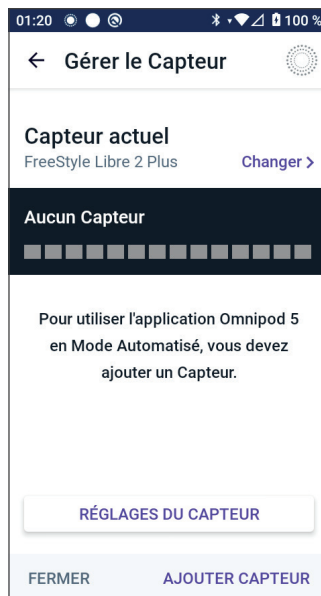 01:20 100 %
Gérer le Capteur
Capteur actuel
FreeStyle Libre 2 Plus Changer
Aucun Capteur
Pour utiliser l'application Omnipod 5
en Mode Automatisé, vous devez
ajouter un Capteur.
RÉGLAGES DU CAPTEUR
FERMER AJOUTER CAPTEUR